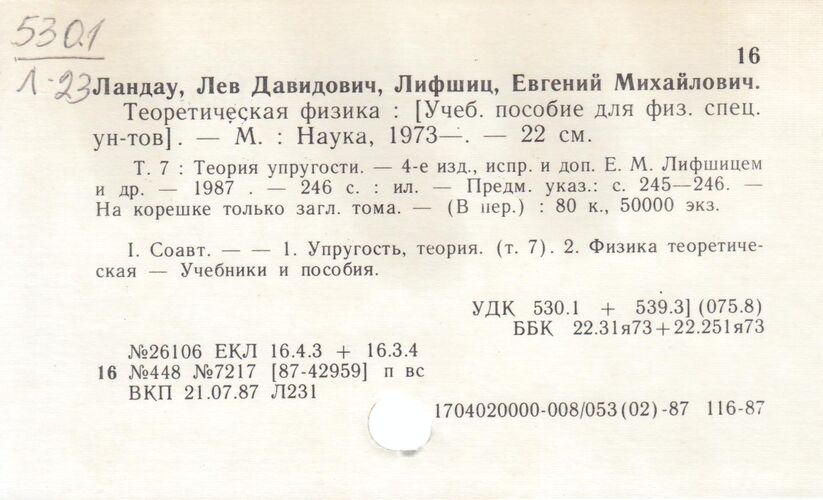 530.1
16
Л-23
Ландау, Лев Давидович, Лифшиц, Евгений Михайлович.
Теоретическая физика : [Учеб. пособие для физ. спец.
ун-тов]. — М. : Наука, 1973—. — 22 см.
Т. 7 : Теория упругости. — 4-е изд., испр. и доп. Е. М. Лифшицем
и др. — 1987 . — 246 с. : ил. — Предм. указ.: с. 245—246. —
На корешке только загл. тома. — (В пер.) : 80 к., 50000 экз.
I. Соавт. — — 1. Упругость, теория. (т. 7). 2. Физика теоретиче-
ская — Учебники и пособия.
УДК 530.1 + 539.3] (075.8)
ББК 22.31я73+22.251я73
№26106 ЕКЛ 16.4.3 + 16.3.4
16 №448 №7217 [87-42959] п вс
ВКП 21.07.87 Л231
1704020000-008/053(02)-87 116-87